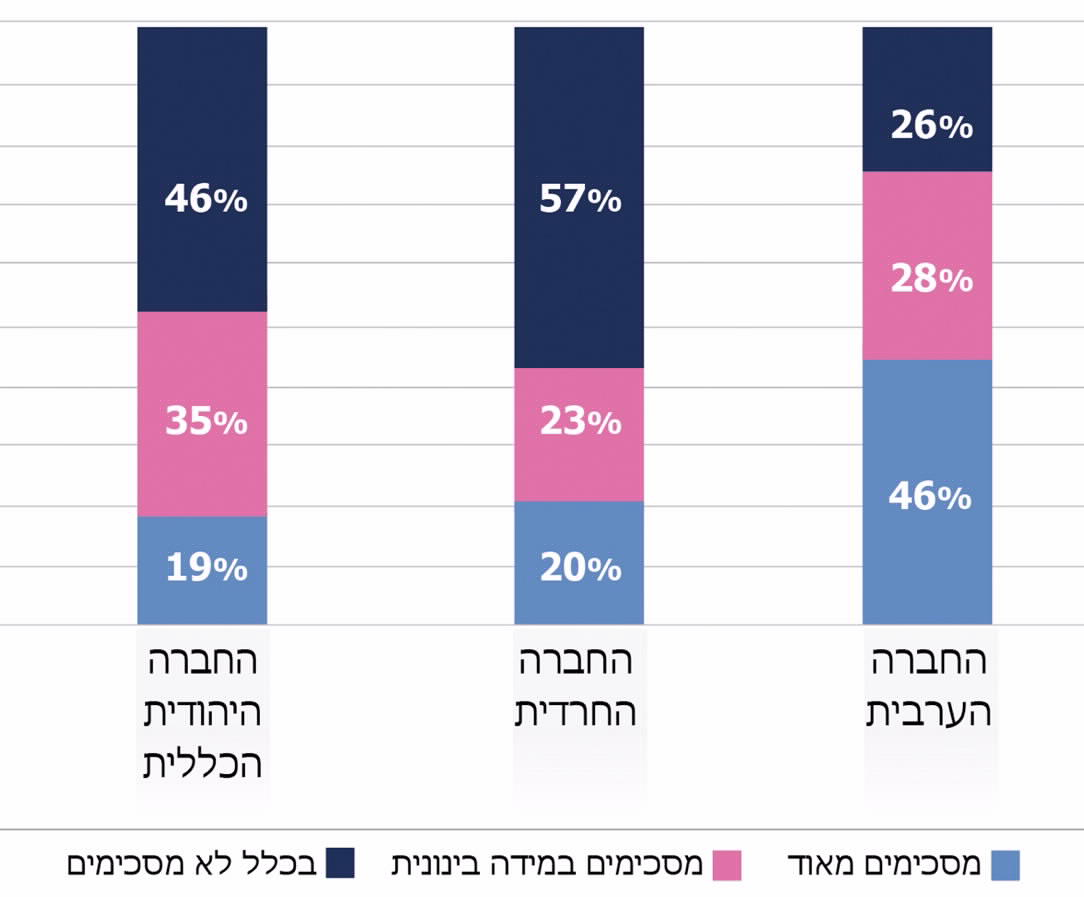 26%
57%
46%
28%
23%
35%
46%
20%
19%
החברה
הערבית
החברה
החרדית
החברה
היהודית
הכללית
מסכימים מאוד
מסכימים במידה בינונית
בכלל לא מסכימים